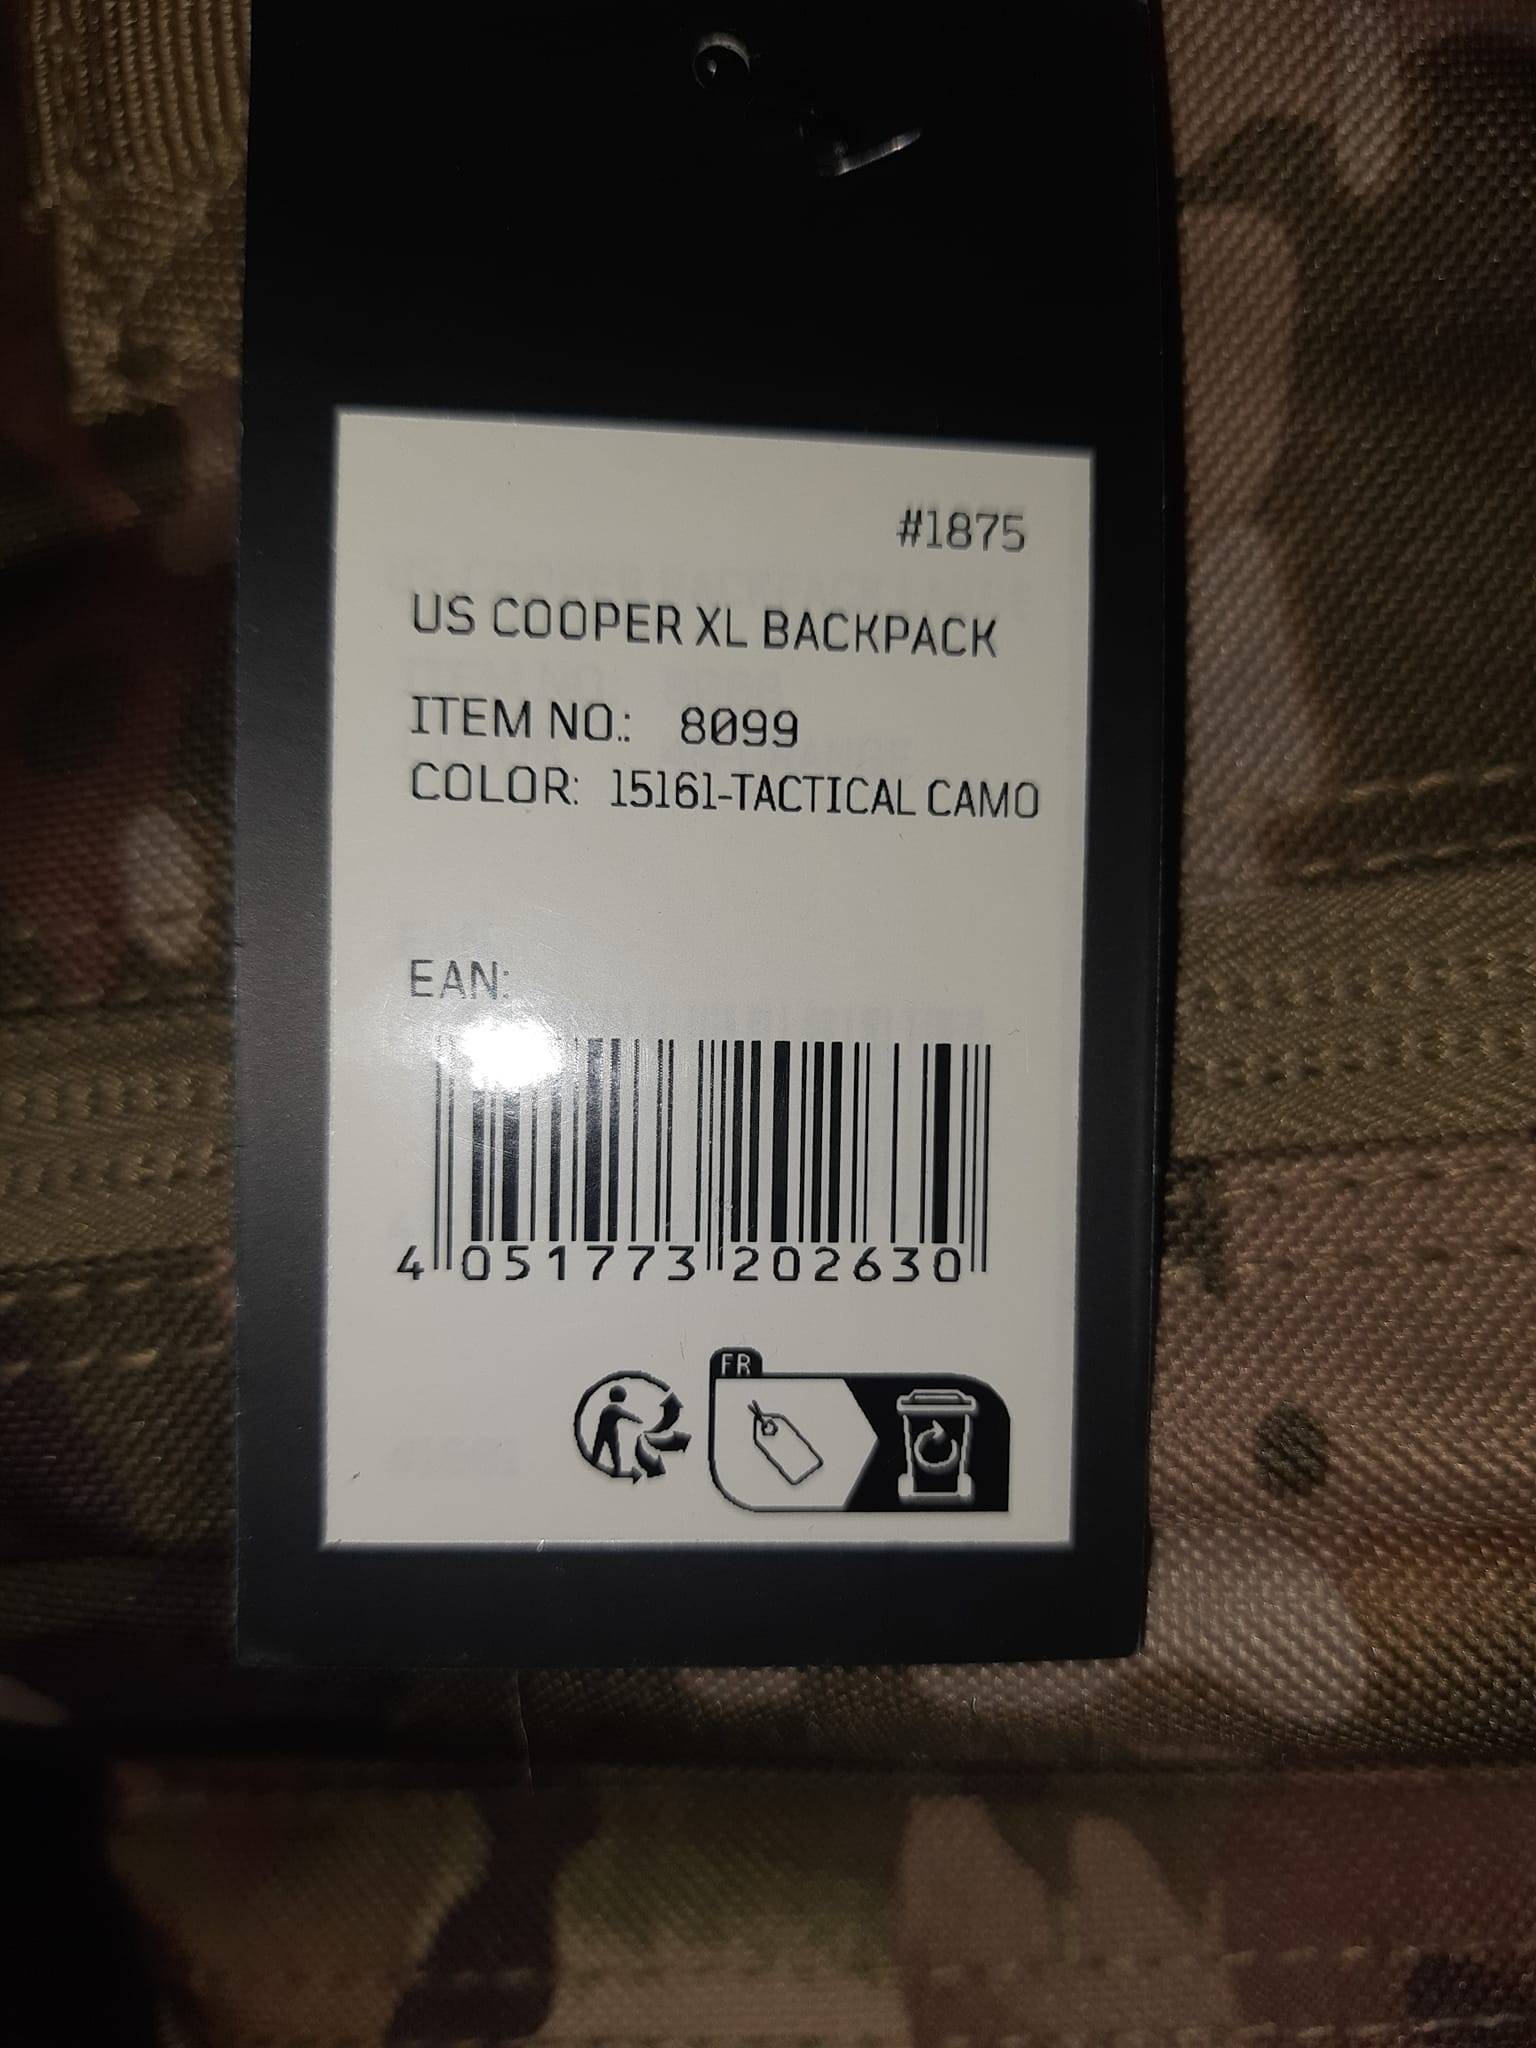 #1875
US COOPER XL BACKPACK
ITEM NO.: 8099
COLOR: 15161-TACTICAL CAMO
EAN:
4 051773 202630
FR